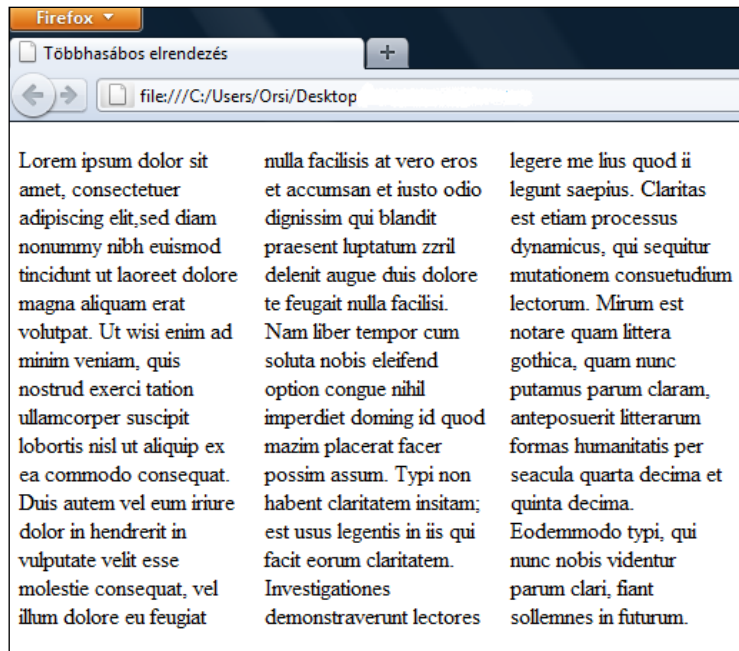 Firefox
Többhasábos elrendezés
file:///C:/Users/Orsi/Desktop
Lorem ipsum dolor sit
amet, consectetuer
adipiscing elit,sed diam
nonummy nibh euismod
tincidunt ut laoreet dolore
magna aliquam erat
volutpat. Ut wisi enim ad
minim veniam, quis
nostrud exerci tation
ullamcorper suscipit
lobortis nisl ut aliquip ex
ea commodo consequat.
Duis autem vel eum iriure
dolor in hendrerit in
vulputate velit esse
molestie consequat, vel
illum dolore eu feugiat
nulla facilisis at vero eros
et accumsan et iusto odio
dignissim qui blandit
praesent luptatum zzril
delenit augue duis dolore
te feugait nulla facilisi.
Nam liber tempor cum
soluta nobis eleifend
option congue nihil
imperdiet doming id quod
mazim placerat facer
possim assum. Typi non
habent claritatem insitam;
est usus legentis in iis qui
facit eorum claritatem.
Investigationes
demonstraverunt lectores
legere me lius quod ii
legunt saepius. Claritas
est etiam processus
dynamicus, qui sequitur
mutationem consuetudium
lectorum. Mirum est
notare quam littera
gothica, quam nunc
putamus parum claram,
anteposuerit litterarum
formas humanitatis per
seacula quarta decima et
quinta decima.
Eodemmodo typi, qui
nunc nobis videntur
parum clari, fiant
sollemnes in futurum.